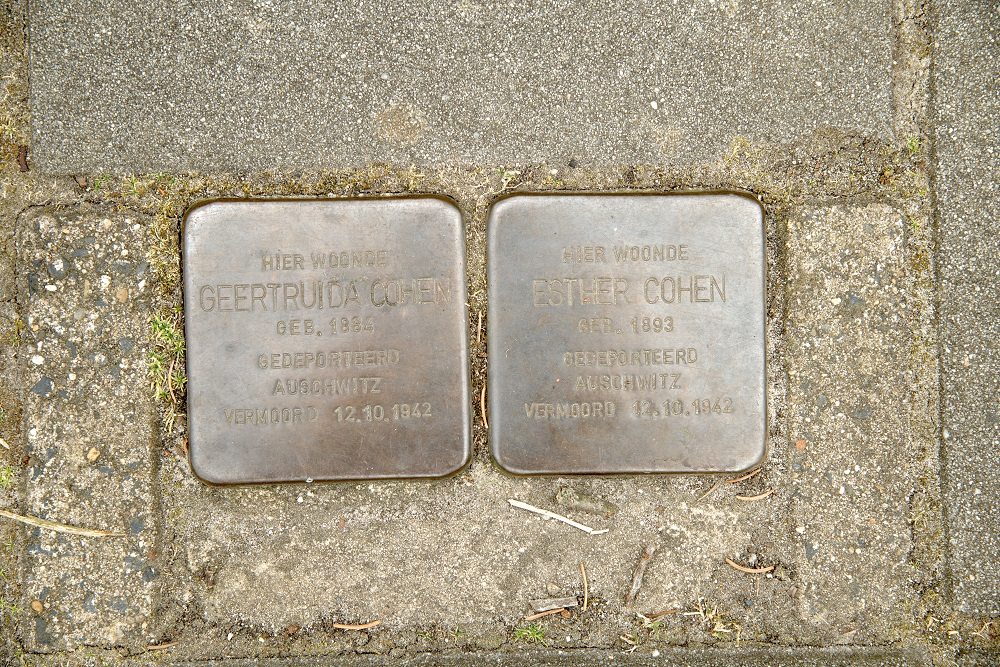 HIER WOONDE
GEERTRUIDA COHEN
GEB. 1884
GEDEPORTEERD
AUSCHWITZ
VERMOORD 12.10.1942
HIER WOONDE
ESTHER COHEN
GEB. 1893
GEDEPORTEERD
AUSCHWITZ
VERMOORD 12.10.1942